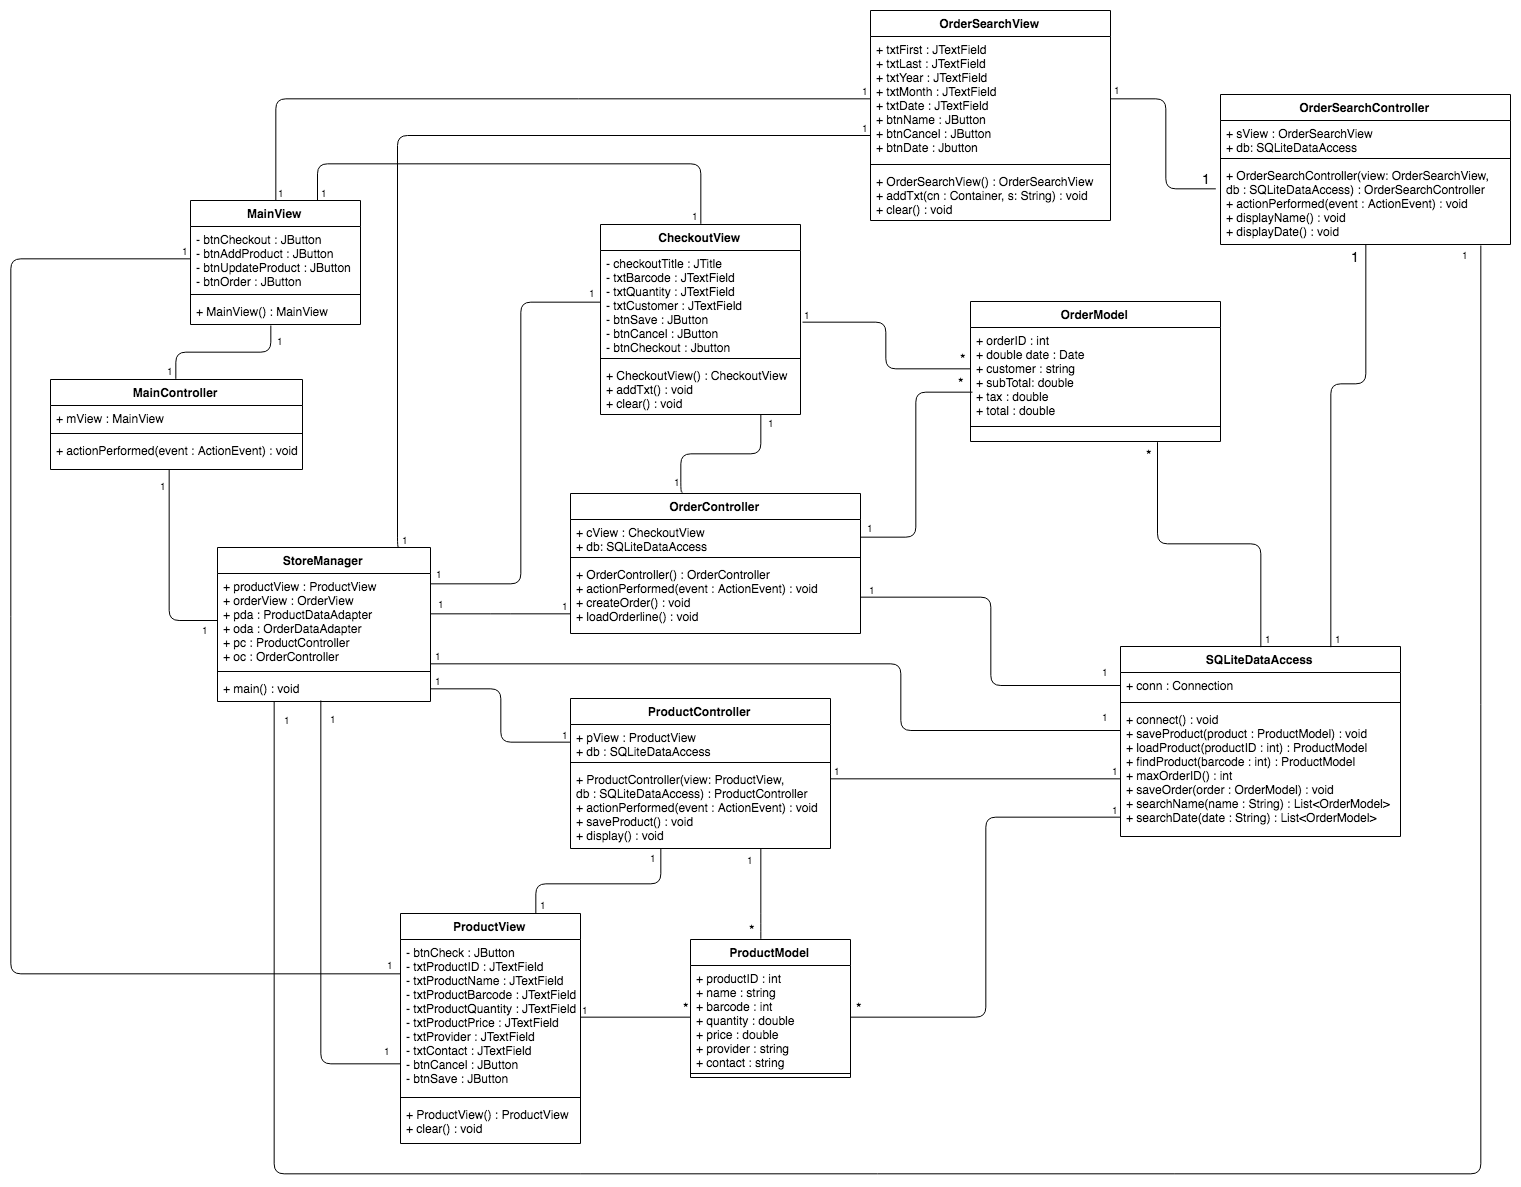 OrderSearchView
+ txtFirst : JTextField
+ txtLast : JTextField
+ txtYear : JTextField
+ txtMonth : JTextField
+ txtDate : JTextField
+ btnName : JButton
+ btnCancel : JButton
+ btnDate : Jbutton
+ OrderSearchView() : OrderSearchView
+ addTxt(cn : Container, s: String) : void
+ clear() : void
1
1
1
OrderSearchController
+ sView : OrderSearchView
+ db: SQLiteDataAccess
+ OrderSearchController(view: OrderSearchView,
db : SQLiteDataAccess) : OrderSearchController
+ actionPerformed(event : ActionEvent) : void
+ displayName() : void
+ displayDate() : void
1
1
1
MainView
- btnCheckout : JButton
- btnAddProduct : JButton
- btnUpdateProduct : JButton
- btnOrder : JButton
+ MainView() : MainView
1
1
1
1
CheckoutView
- checkoutTitle : JTitle
- txtBarcode : JTextField
- txtQuantity : JTextField
- txtCustomer : JTextField
- btnSave : JButton
- btnCancel : JButton
- btnCheckout : Jbutton
+ CheckoutView() : CheckoutView
+ addTxt() : void
+ clear() : void
1
1
1
1
OrderModel
+ orderID : int
+ double date : Date
+ customer : string
+ subTotal: double
+ tax : double
+ total : double
*
*
*
MainController
+ mView : MainView
+ actionPerformed(event : ActionEvent) : void
1
1
OrderController
+ cView : CheckoutView
+ db: SQLiteDataAccess
+ OrderController() : OrderController
+ actionPerformed(event : ActionEvent) : void
+ createOrder() : void
+ loadOrderline() : void
1
1
1
1
StoreManager
+ productView : ProductView
+ orderView : OrderView
+ pda : ProductDataAdapter
+ oda : OrderDataAdapter
+ pc : ProductController
+ oc : OrderController
+ main() : void
1
1
1
1
1
1
1
1
SQLiteDataAccess
+ conn : Connection
+ connect() : void
+ saveProduct(product : ProductModel) : void
+ loadProduct(productID : int) : ProductModel
+ findProduct(barcode : int) : ProductModel
+ maxOrderID() : int
+ saveOrder(order : OrderModel) : void
+ searchName(name : String) : List<OrderModel>
+ searchDate(date : String) : List<OrderModel>
1
1
1
1
1
1
ProductController
+ pView : ProductView
+ db : SQLiteDataAccess
+ ProductController(view: ProductView,
db : SQLiteDataAccess) : ProductController
+ actionPerformed(event : ActionEvent) : void
+ saveProduct() : void
+ display() : void
1
1
1
1
ProductView
- btnCheck : JButton
- txtProductID : JTextField
- txtProductName : JTextField
- txtProductBarcode : JTextField
- txtProductQuantity : JTextField
- txtProductPrice : JTextField
- txtProvider : JTextField
- txtContact : JTextField
- btnCancel : JButton
- btnSave : JButton
+ ProductView() : ProductView
+ clear() : void
1
1
1
1
ProductModel
+ productID : int
+ name : string
+ barcode : int
+ quantity : double
+ price : double
+ provider : string
+ contact : string
*
*
*